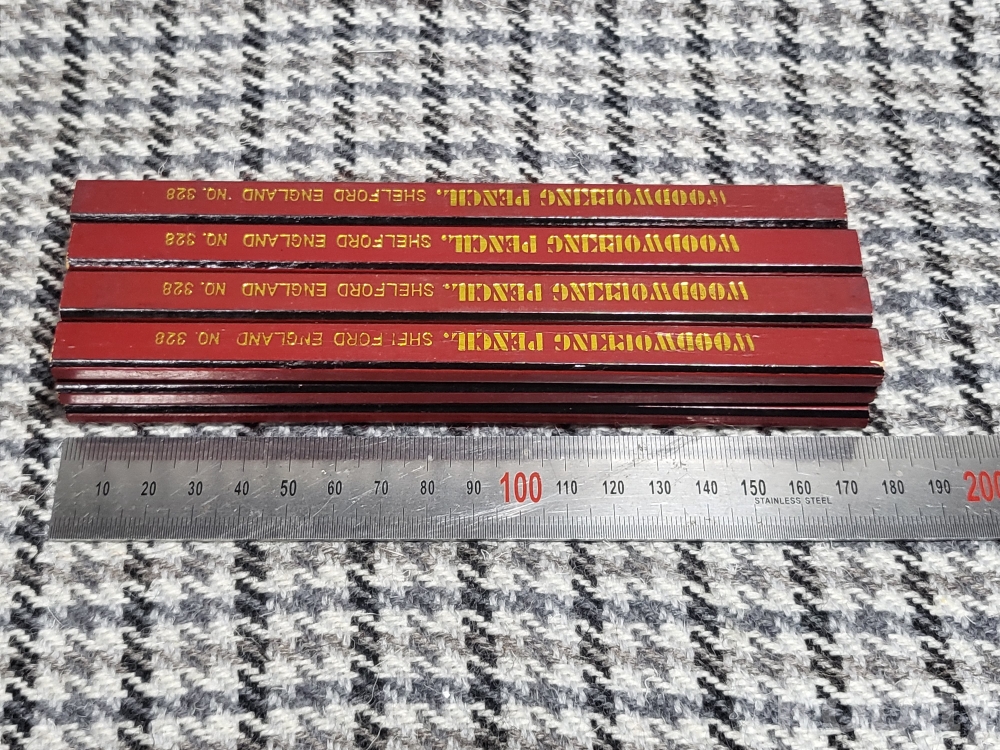 WOODWORKING PENCIL. SHELFORD ENGLAND NO. 328
WOODWORKING PENCIL. SHELFORD ENGLAND NO. 328
WOODWORKING PENCIL. SHELFORD ENGLAND NO. 328
WOODWORKING PENCIL. SHELFORD ENGLAND NO. 328
10 20 30 40 50 60 70 80 90 100 110 120 130 140 150 160 170 180 190 200
STAINLESS STEEL